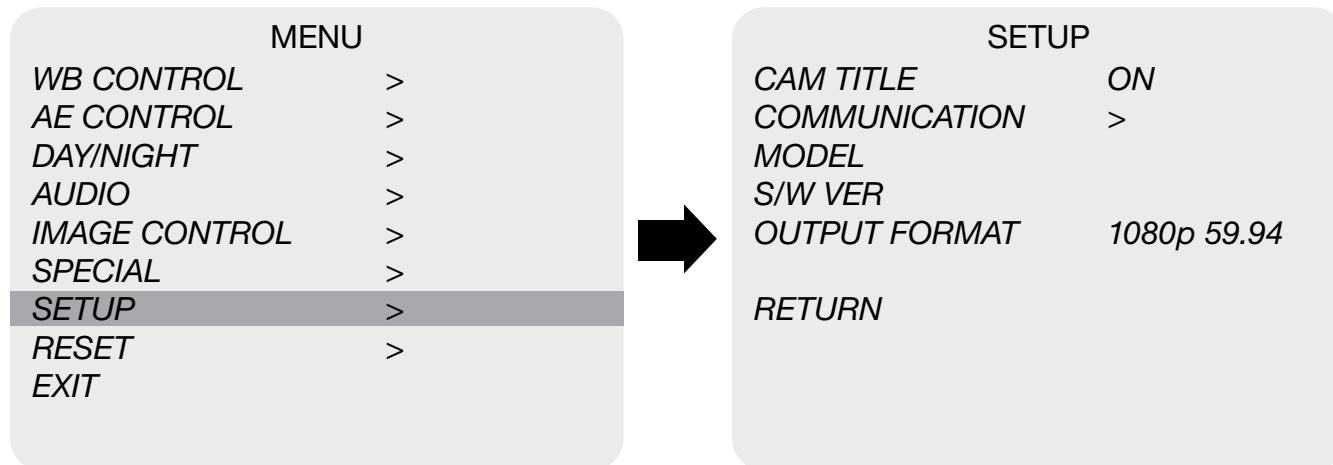 MENU
WB CONTROL >
AE CONTROL >
DAY/NIGHT >
AUDIO >
IMAGE CONTROL >
SPECIAL >
SETUP >
RESET >
EXIT
SETUP
CAM TITLE ON
COMMUNICATION >
MODEL
S/W VER
OUTPUT FORMAT 1080p 59.94
RETURN